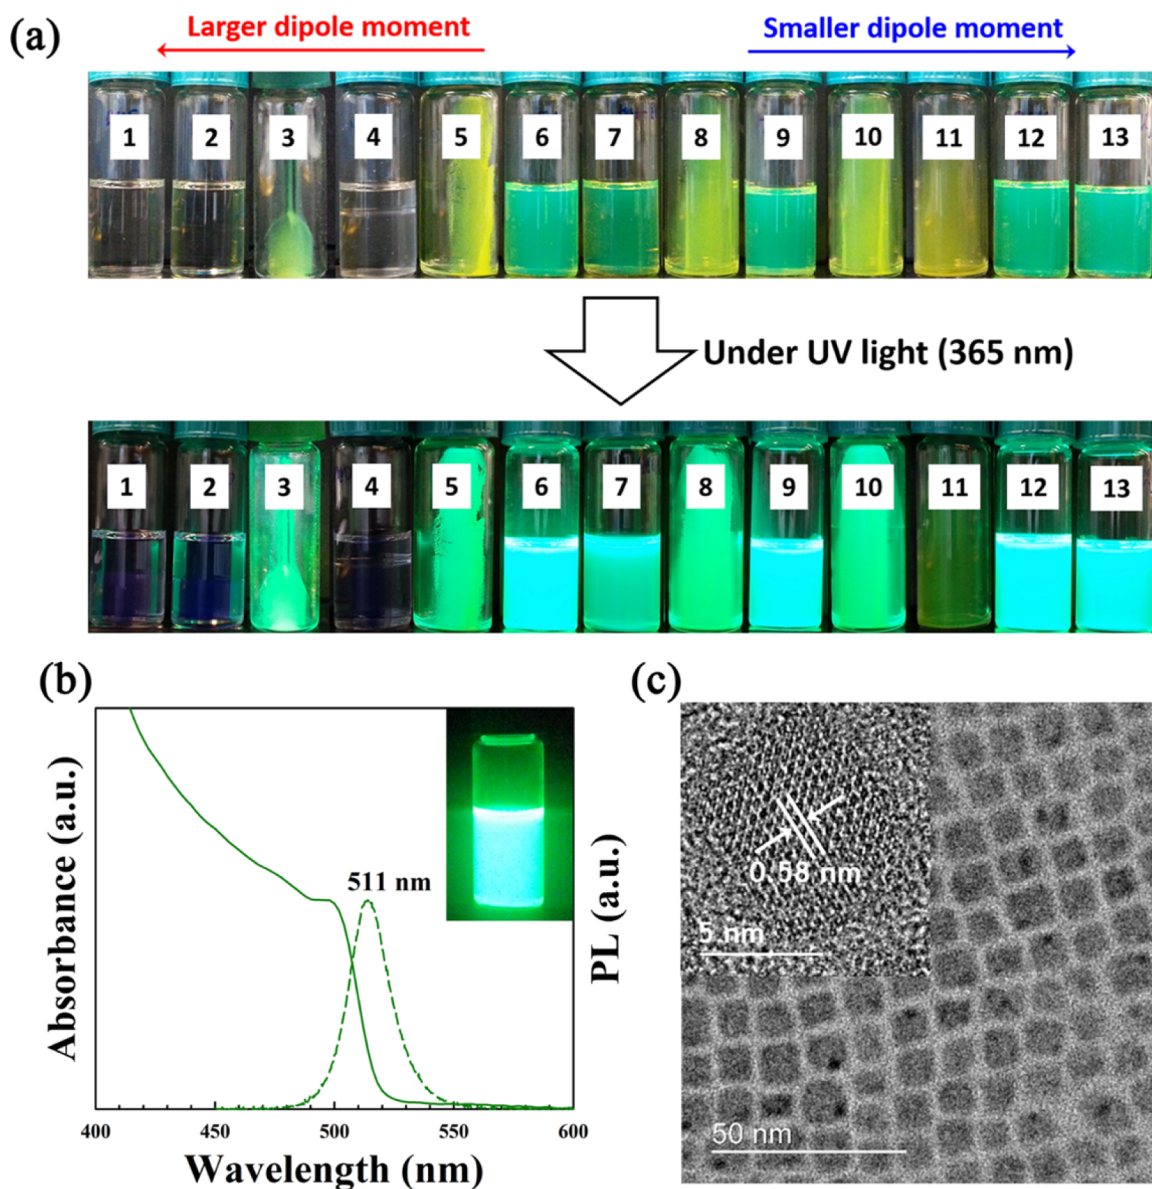 (a)
Larger dipole moment
Smaller dipole moment
1 2 3 4 5 6 7 8 9 10 11 12 13
Under UV light (365 nm)
1 2 3 4 5 6 7 8 9 10 11 12 13
(b)
Absorbance (a.u.)
511 nm
PL (a.u.)
400 450 500 550 600
Wavelength (nm)
(c)
0.58 nm
5 nm
50 nm